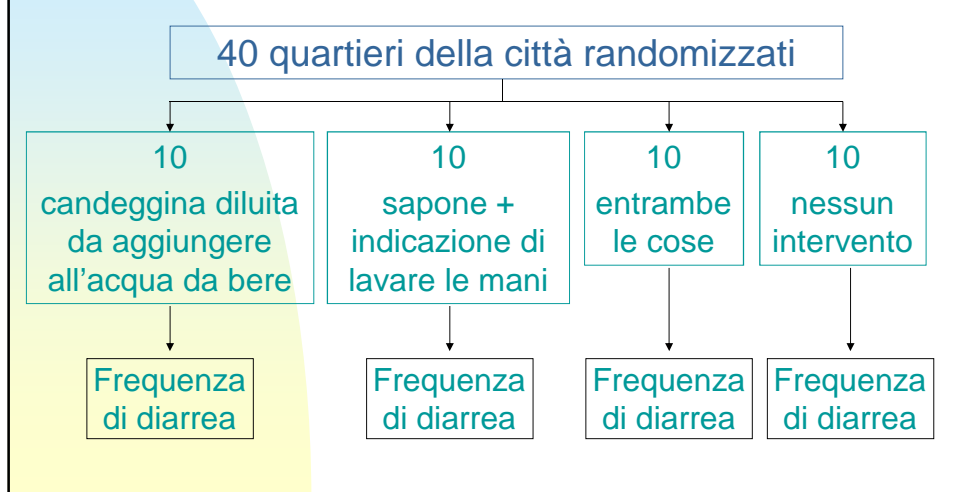 40 quartieri della città randomizzati
10
candeggina diluita
da aggiungere
all'acqua da bere
10
sapone +
indicazione di
lavare le mani
10
entrambe
le cose
10
nessun
intervento
Frequenza
di diarrea
Frequenza
di diarrea
Frequenza
di diarrea
Frequenza
di diarrea